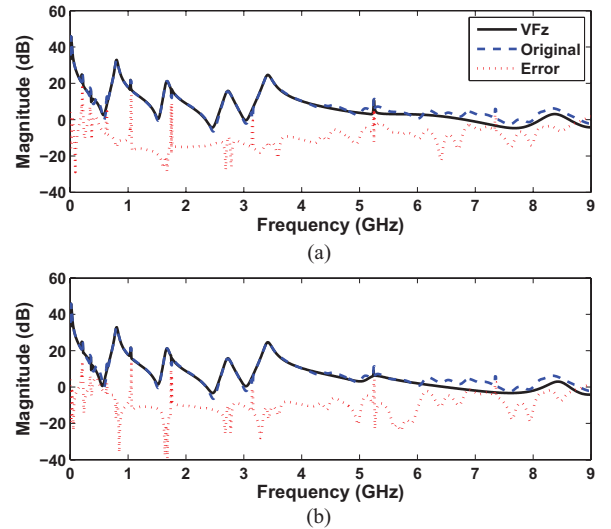 60
40
20
0
−20
−40
Magnitude (dB)
VFz
Original
Error
0 1 2 3 4 5 6 7 8 9
Frequency (GHz)
(a)
60
40
20
0
−20
−40
Magnitude (dB)
0 1 2 3 4 5 6 7 8 9
Frequency (GHz)
(b)